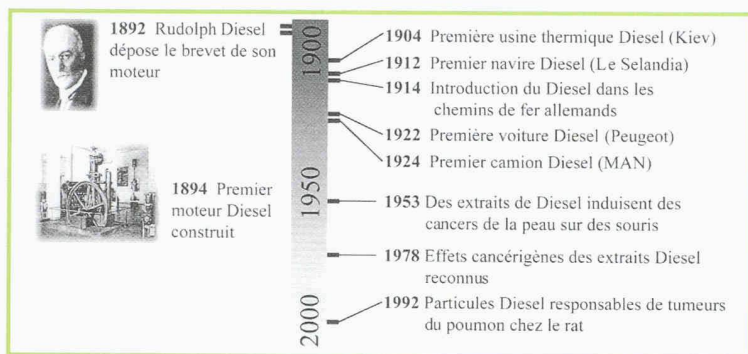 1892 Rudolph Diesel
dépose le brevet de son
moteur
1894 Premier
moteur Diesel
construit
1900
1950
2000
1904 Première usine thermique Diesel (Kiev)
1912 Premier navire Diesel (Le Selandia)
1914 Introduction du Diesel dans les
chemins de fer allemands
1922 Première voiture Diesel (Peugeot)
1924 Premier camion Diesel (MAN)
1953 Des extraits de Diesel induisent des
cancers de la peau sur des souris
1978 Effets cancérigènes des extraits Diesel
reconnus
1992 Particules Diesel responsables de tumeurs
du poumon chez le rat